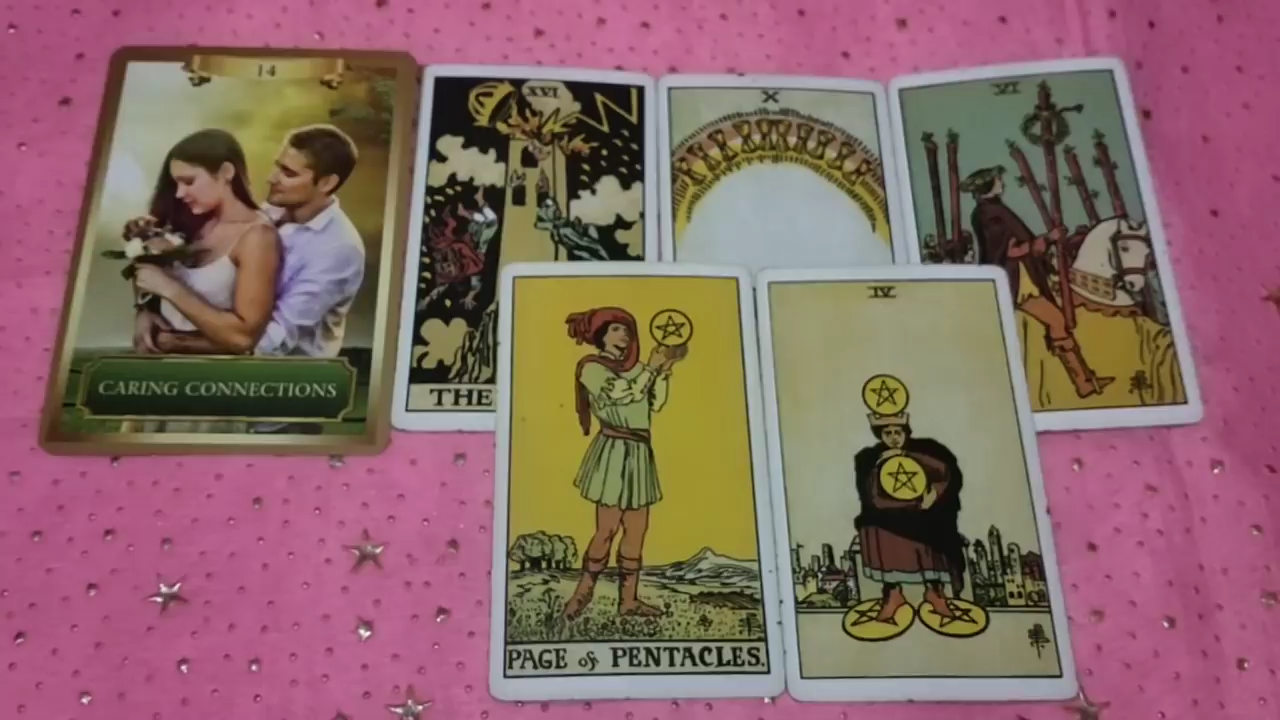 14
CARING CONNECTIONS
XVI
THE
X
VI
PAGE of PENTACLES.
IV